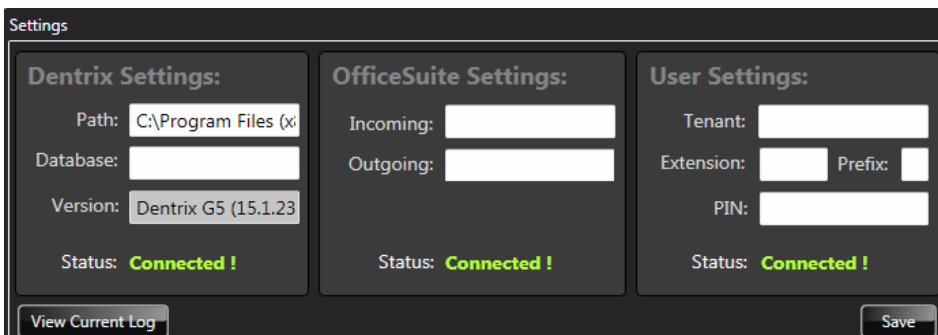 Settings
Dentrix Settings:
Path: C:\Program Files (x
Database:
Version: Dentrix G5 (15.1.23
Status: Connected !
OfficeSuite Settings:
Incoming:
Outgoing:
Status: Connected !
User Settings:
Tenant:
Extension: Prefix:
PIN:
Status: Connected !
View Current Log
Save